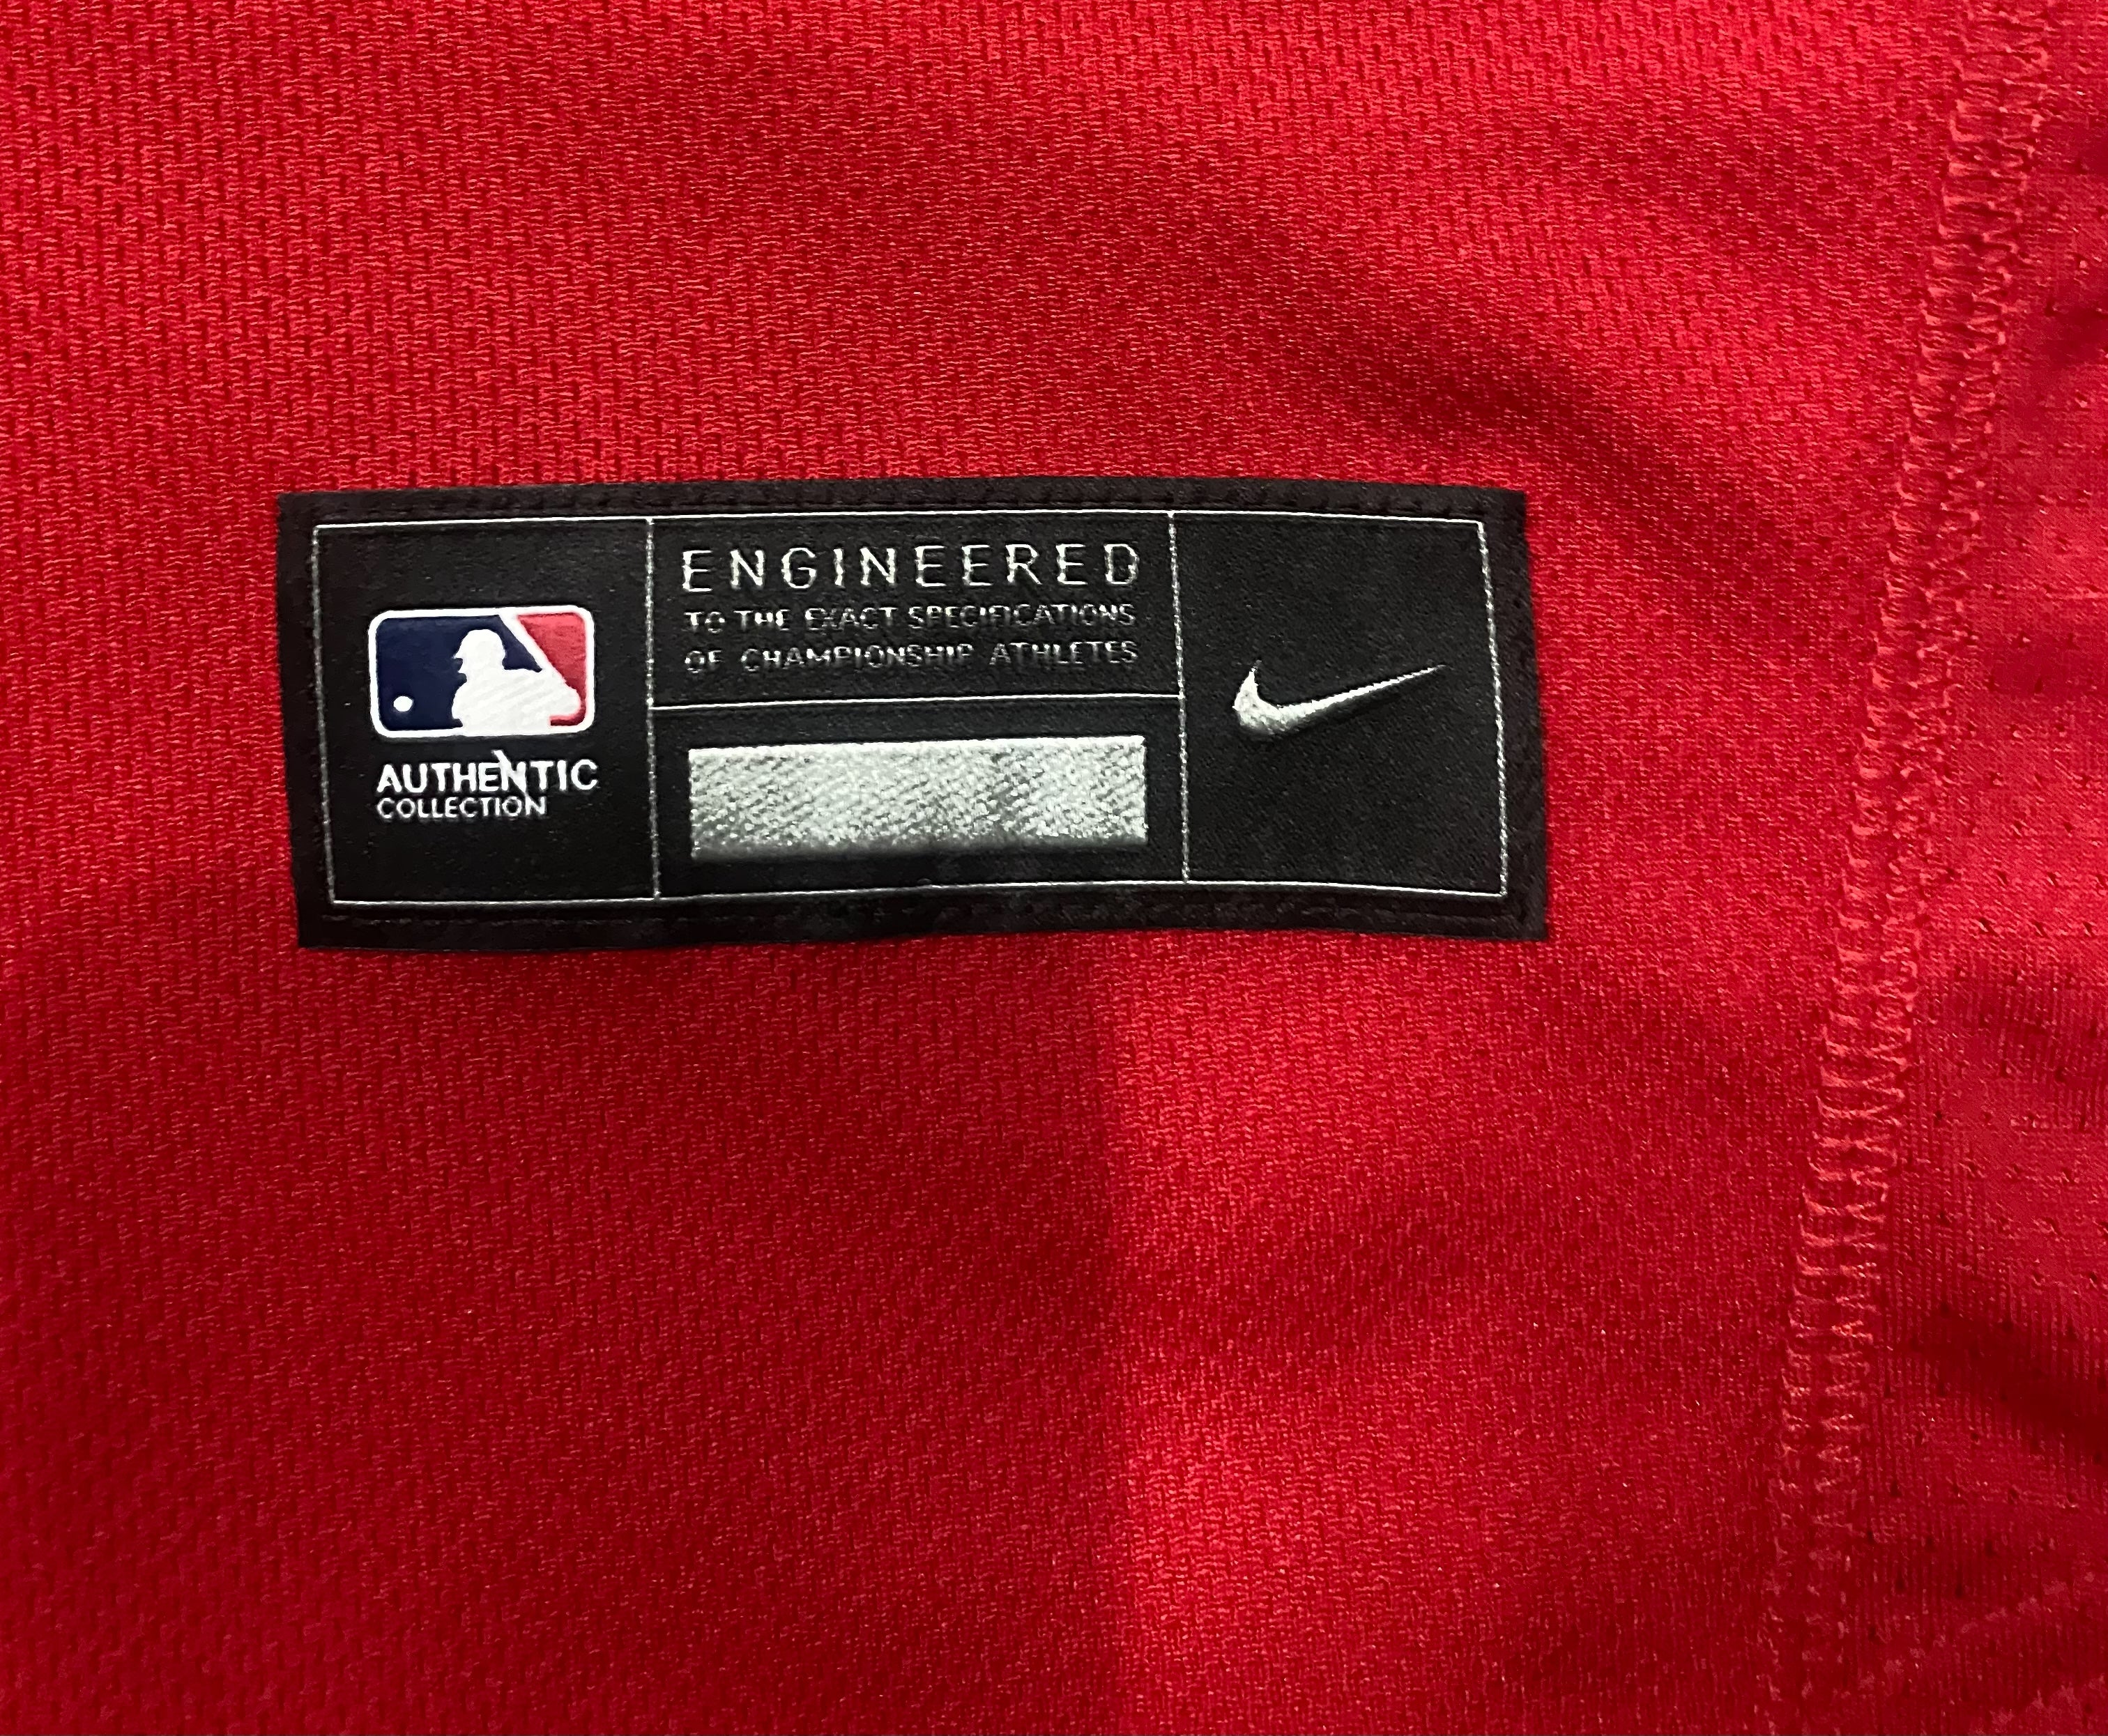 AUTHENTIC
COLLECTION
ENGINEERED
TO THE EXACT SPECIFICATIONS
OF CHAMPIONSHIP ATHLETES